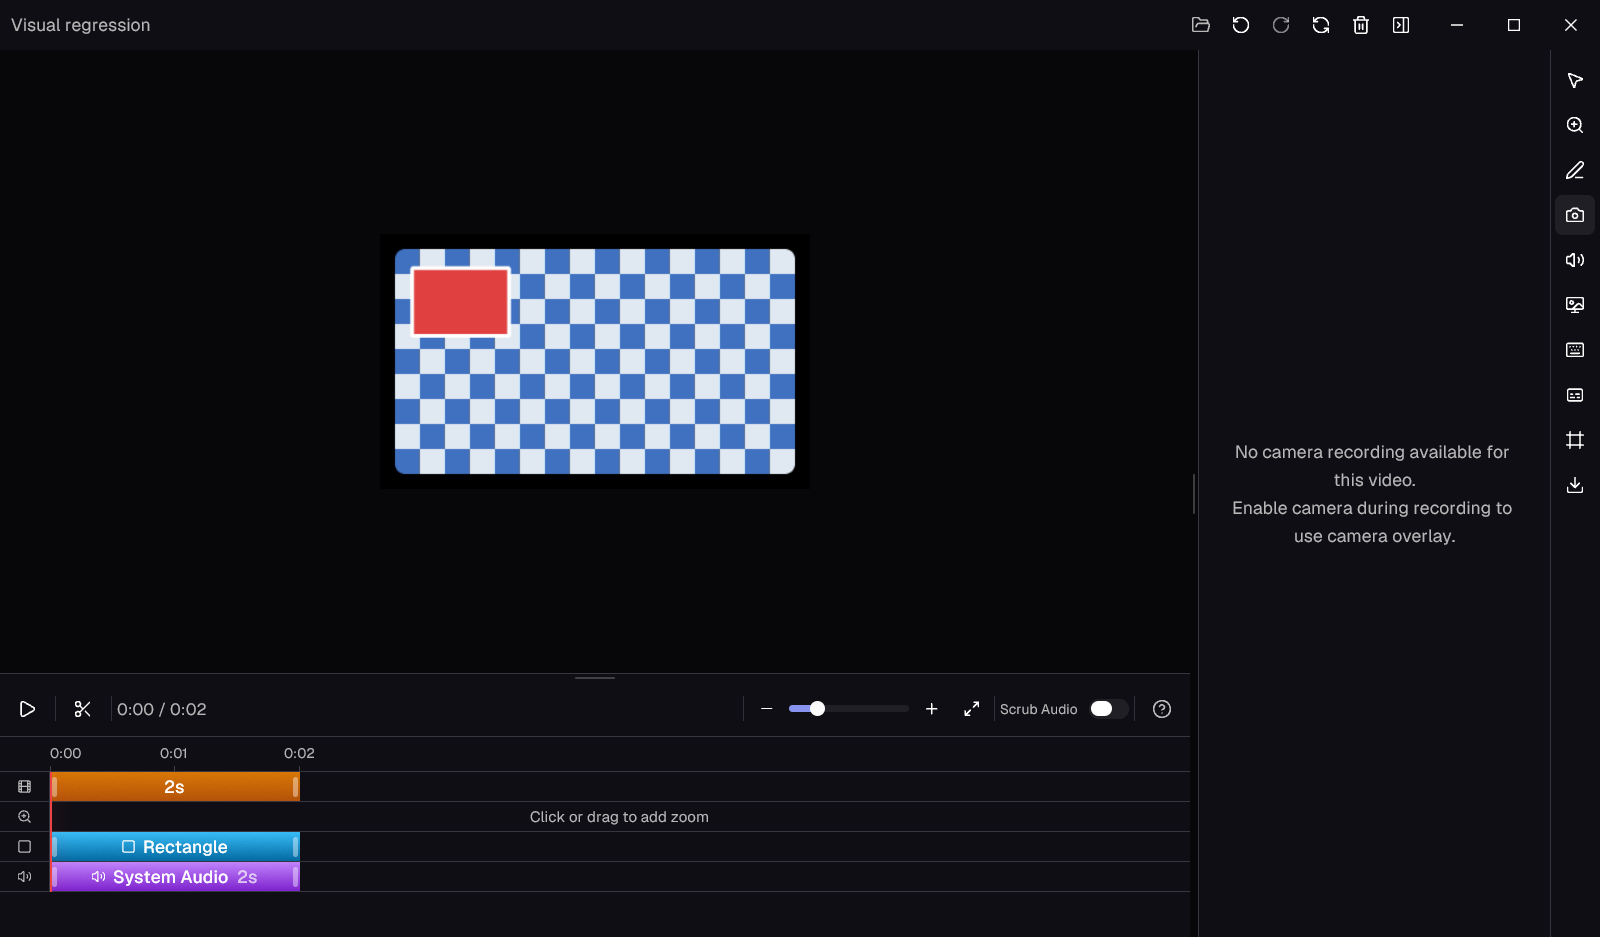 Visual regression
No camera recording available for
this video.
Enable camera during recording to
use camera overlay.
0:00 / 0:02
Scrub Audio
0:00 0:01 0:02
2s
Click or drag to add zoom
Rectangle
System Audio 2s